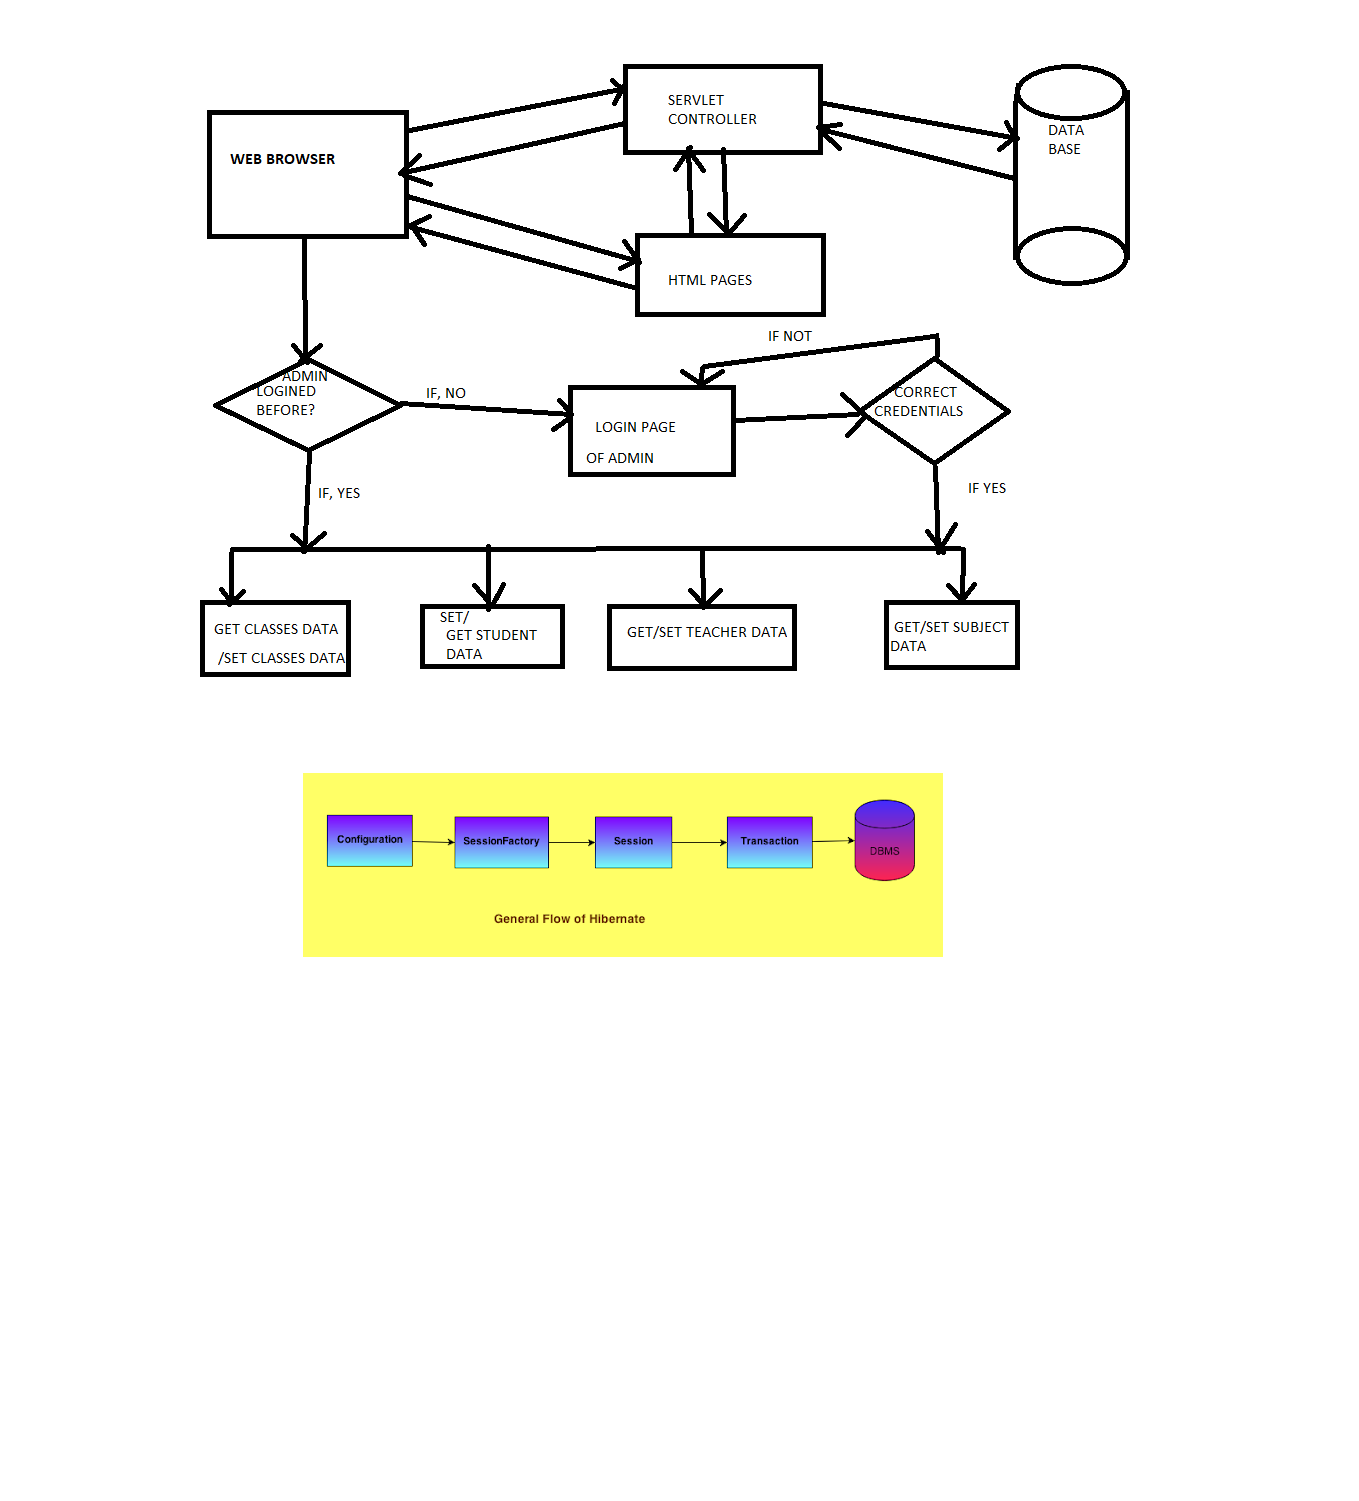 SERVLET
CONTROLLER
DATA
BASE
WEB BROWSER
HTML PAGES
IF NOT
ADMIN
LOGINED
BEFORE?
IF, NO
CORRECT
CREDENTIALS
LOGIN PAGE
OF ADMIN
IF, YES
IF YES
GET CLASSES DATA
/SET CLASSES DATA
SET/
GET STUDENT
DATA
GET/SET TEACHER DATA
GET/SET SUBJECT
DATA
Configuration
SessionFactory
Session
Transaction
DBMS
General Flow of Hibernate